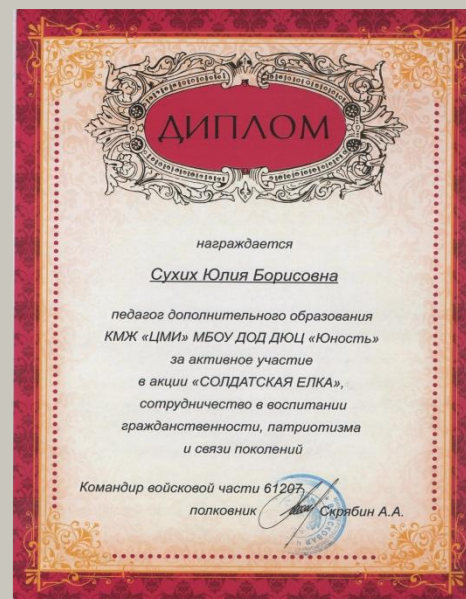 ДИПЛОМ
награждается
Сухих Юлия Борисовна
педагог дополнительного образования
КМЖ «ЦМИ» МБОУ ДОД ДЮЦ «Юность»
за активное участие
в акции «СОЛДАТСКАЯ ЕЛКА»,
сотрудничество в воспитании
гражданственности, патриотизма
и связи поколений
Командир войсковой части 61207
полковник Скрябин А.А.